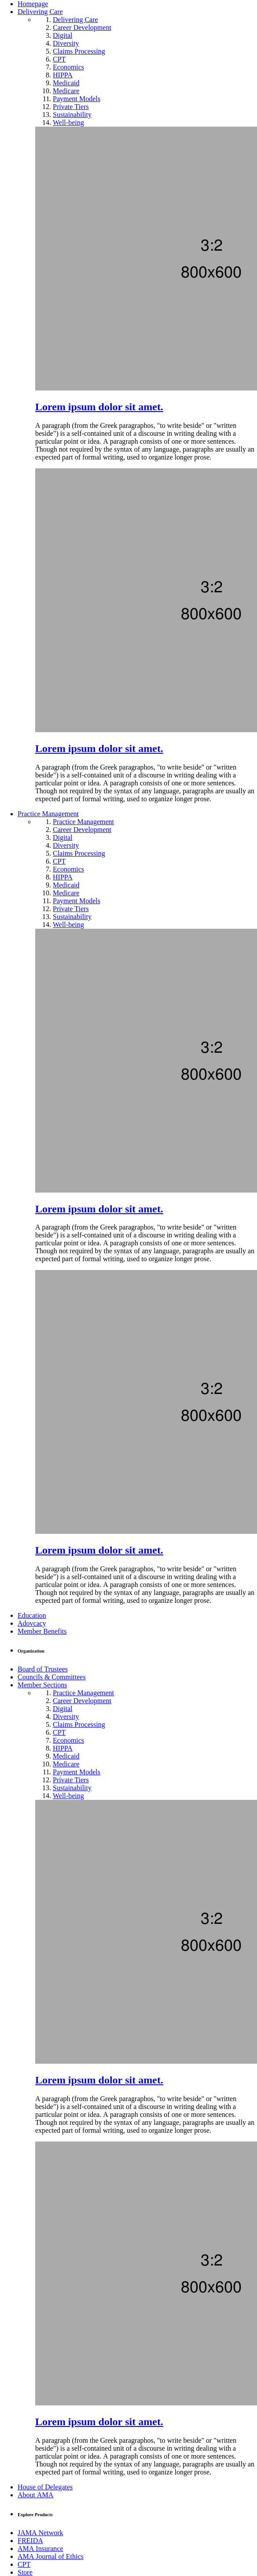 Homepage
Delivering Care
1. Delivering Care
2. Career Development
3. Digital
4. Diversity
5. Claims Processing
6. CPT
7. Economics
8. HIPPA
9. Medicaid
10. Medicare
11. Payment Models
12. Private Tiers
13. Sustainability
14. Well-being
3:2
800x600
Lorem ipsum dolor sit amet.
A paragraph (from the Greek paragraphos, "to write beside" or "written
beside") is a self-contained unit of a discourse in writing dealing with a
particular point or idea. A paragraph consists of one or more sentences.
Though not required by the syntax of any language, paragraphs are usually an
expected part of formal writing, used to organize longer prose.
3:2
800x600
Lorem ipsum dolor sit amet.
A paragraph (from the Greek paragraphos, "to write beside" or "written
beside") is a self-contained unit of a discourse in writing dealing with a
particular point or idea. A paragraph consists of one or more sentences.
Though not required by the syntax of any language, paragraphs are usually an
expected part of formal writing, used to organize longer prose.
Practice Management
1. Practice Management
2. Career Development
3. Digital
4. Diversity
5. Claims Processing
6. CPT
7. Economics
8. HIPPA
9. Medicaid
10. Medicare
11. Payment Models
12. Private Tiers
13. Sustainability
14. Well-being
3:2
800x600
Lorem ipsum dolor sit amet.
A paragraph (from the Greek paragraphos, "to write beside" or "written
beside") is a self-contained unit of a discourse in writing dealing with a
particular point or idea. A paragraph consists of one or more sentences.
Though not required by the syntax of any language, paragraphs are usually an
expected part of formal writing, used to organize longer prose.
3:2
800x600
Lorem ipsum dolor sit amet.
A paragraph (from the Greek paragraphos, "to write beside" or "written
beside") is a self-contained unit of a discourse in writing dealing with a
particular point or idea. A paragraph consists of one or more sentences.
Though not required by the syntax of any language, paragraphs are usually an
expected part of formal writing, used to organize longer prose.
Education
Adovcacy
Member Benefits
Organization
Board of Trustees
Councils & Committees
Member Sections
1. Practice Management
2. Career Development
3. Digital
4. Diversity
5. Claims Processing
6. CPT
7. Economics
8. HIPPA
9. Medicaid
10. Medicare
11. Payment Models
12. Private Tiers
13. Sustainability
14. Well-being
3:2
800x600
Lorem ipsum dolor sit amet.
A paragraph (from the Greek paragraphos, "to write beside" or "written
beside") is a self-contained unit of a discourse in writing dealing with a
particular point or idea. A paragraph consists of one or more sentences.
Though not required by the syntax of any language, paragraphs are usually an
expected part of formal writing, used to organize longer prose.
3:2
800x600
Lorem ipsum dolor sit amet.
A paragraph (from the Greek paragraphos, "to write beside" or "written
beside") is a self-contained unit of a discourse in writing dealing with a
particular point or idea. A paragraph consists of one or more sentences.
Though not required by the syntax of any language, paragraphs are usually an
expected part of formal writing, used to organize longer prose.
House of Delegates
About AMA
Explore Products
JAMA Network
FREIDA
AMA Insurance
AMA Journal of Ethics
CPT
Store